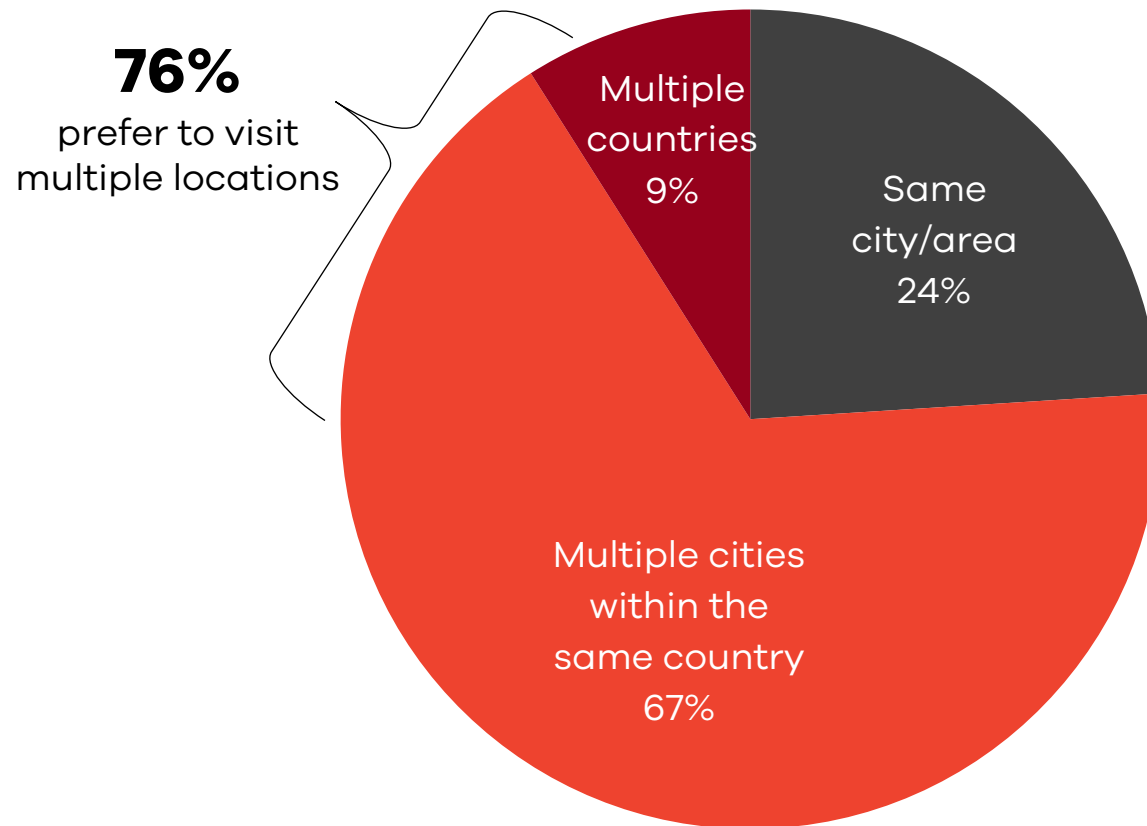 76%
prefer to visit
multiple locations
Multiple
countries
9%
Same
city/area
24%
Multiple cities
within the
same country
67%